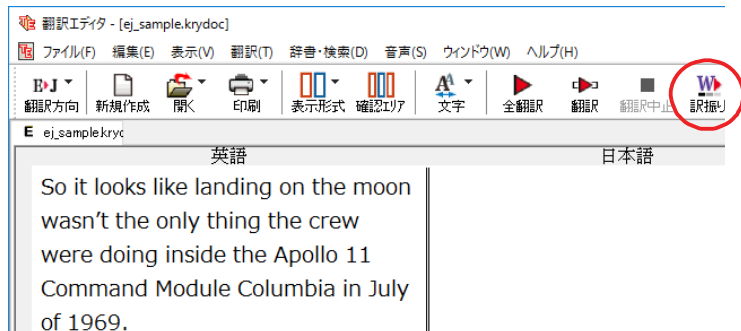 翻訳エディタ - [ej_sample.krydoc]
ファイル(F) 編集(E) 表示(V) 翻訳(T) 辞書・検索(D) 音声(S) ウィンドウ(W) ヘルプ(H)
翻訳方向 新規作成 開く 印刷 表示形式 確認エリア 文字 全翻訳 翻訳 翻訳中止 訳振り
E ej_sample.kryd
英語 日本語
So it looks like landing on the moon
wasn't the only thing the crew
were doing inside the Apollo 11
Command Module Columbia in July
of 1969.